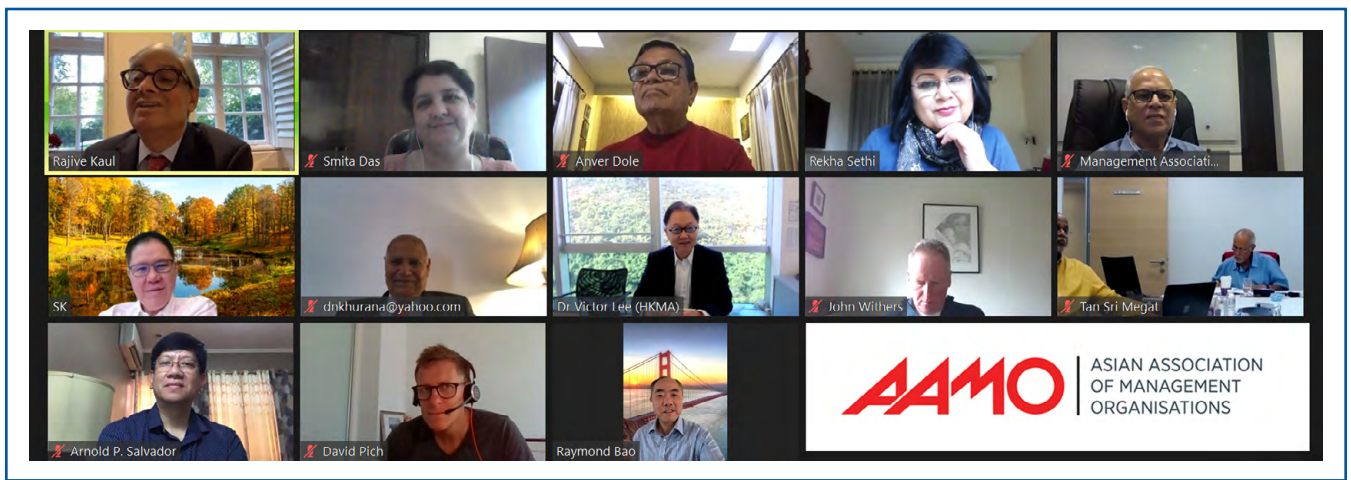 Rajive Kaul
Smita Das
Anver Dole
Rekha Sethi
Management Associati...
SK
dnkhurana@yahoo.com
Dr Victor Lee (HKMA)
John Withers
Tan Sri Megat
Arnold P. Salvador
David Pich
Raymond Bao
AAMO
ASIAN ASSOCIATION
OF MANAGEMENT
ORGANISATIONS